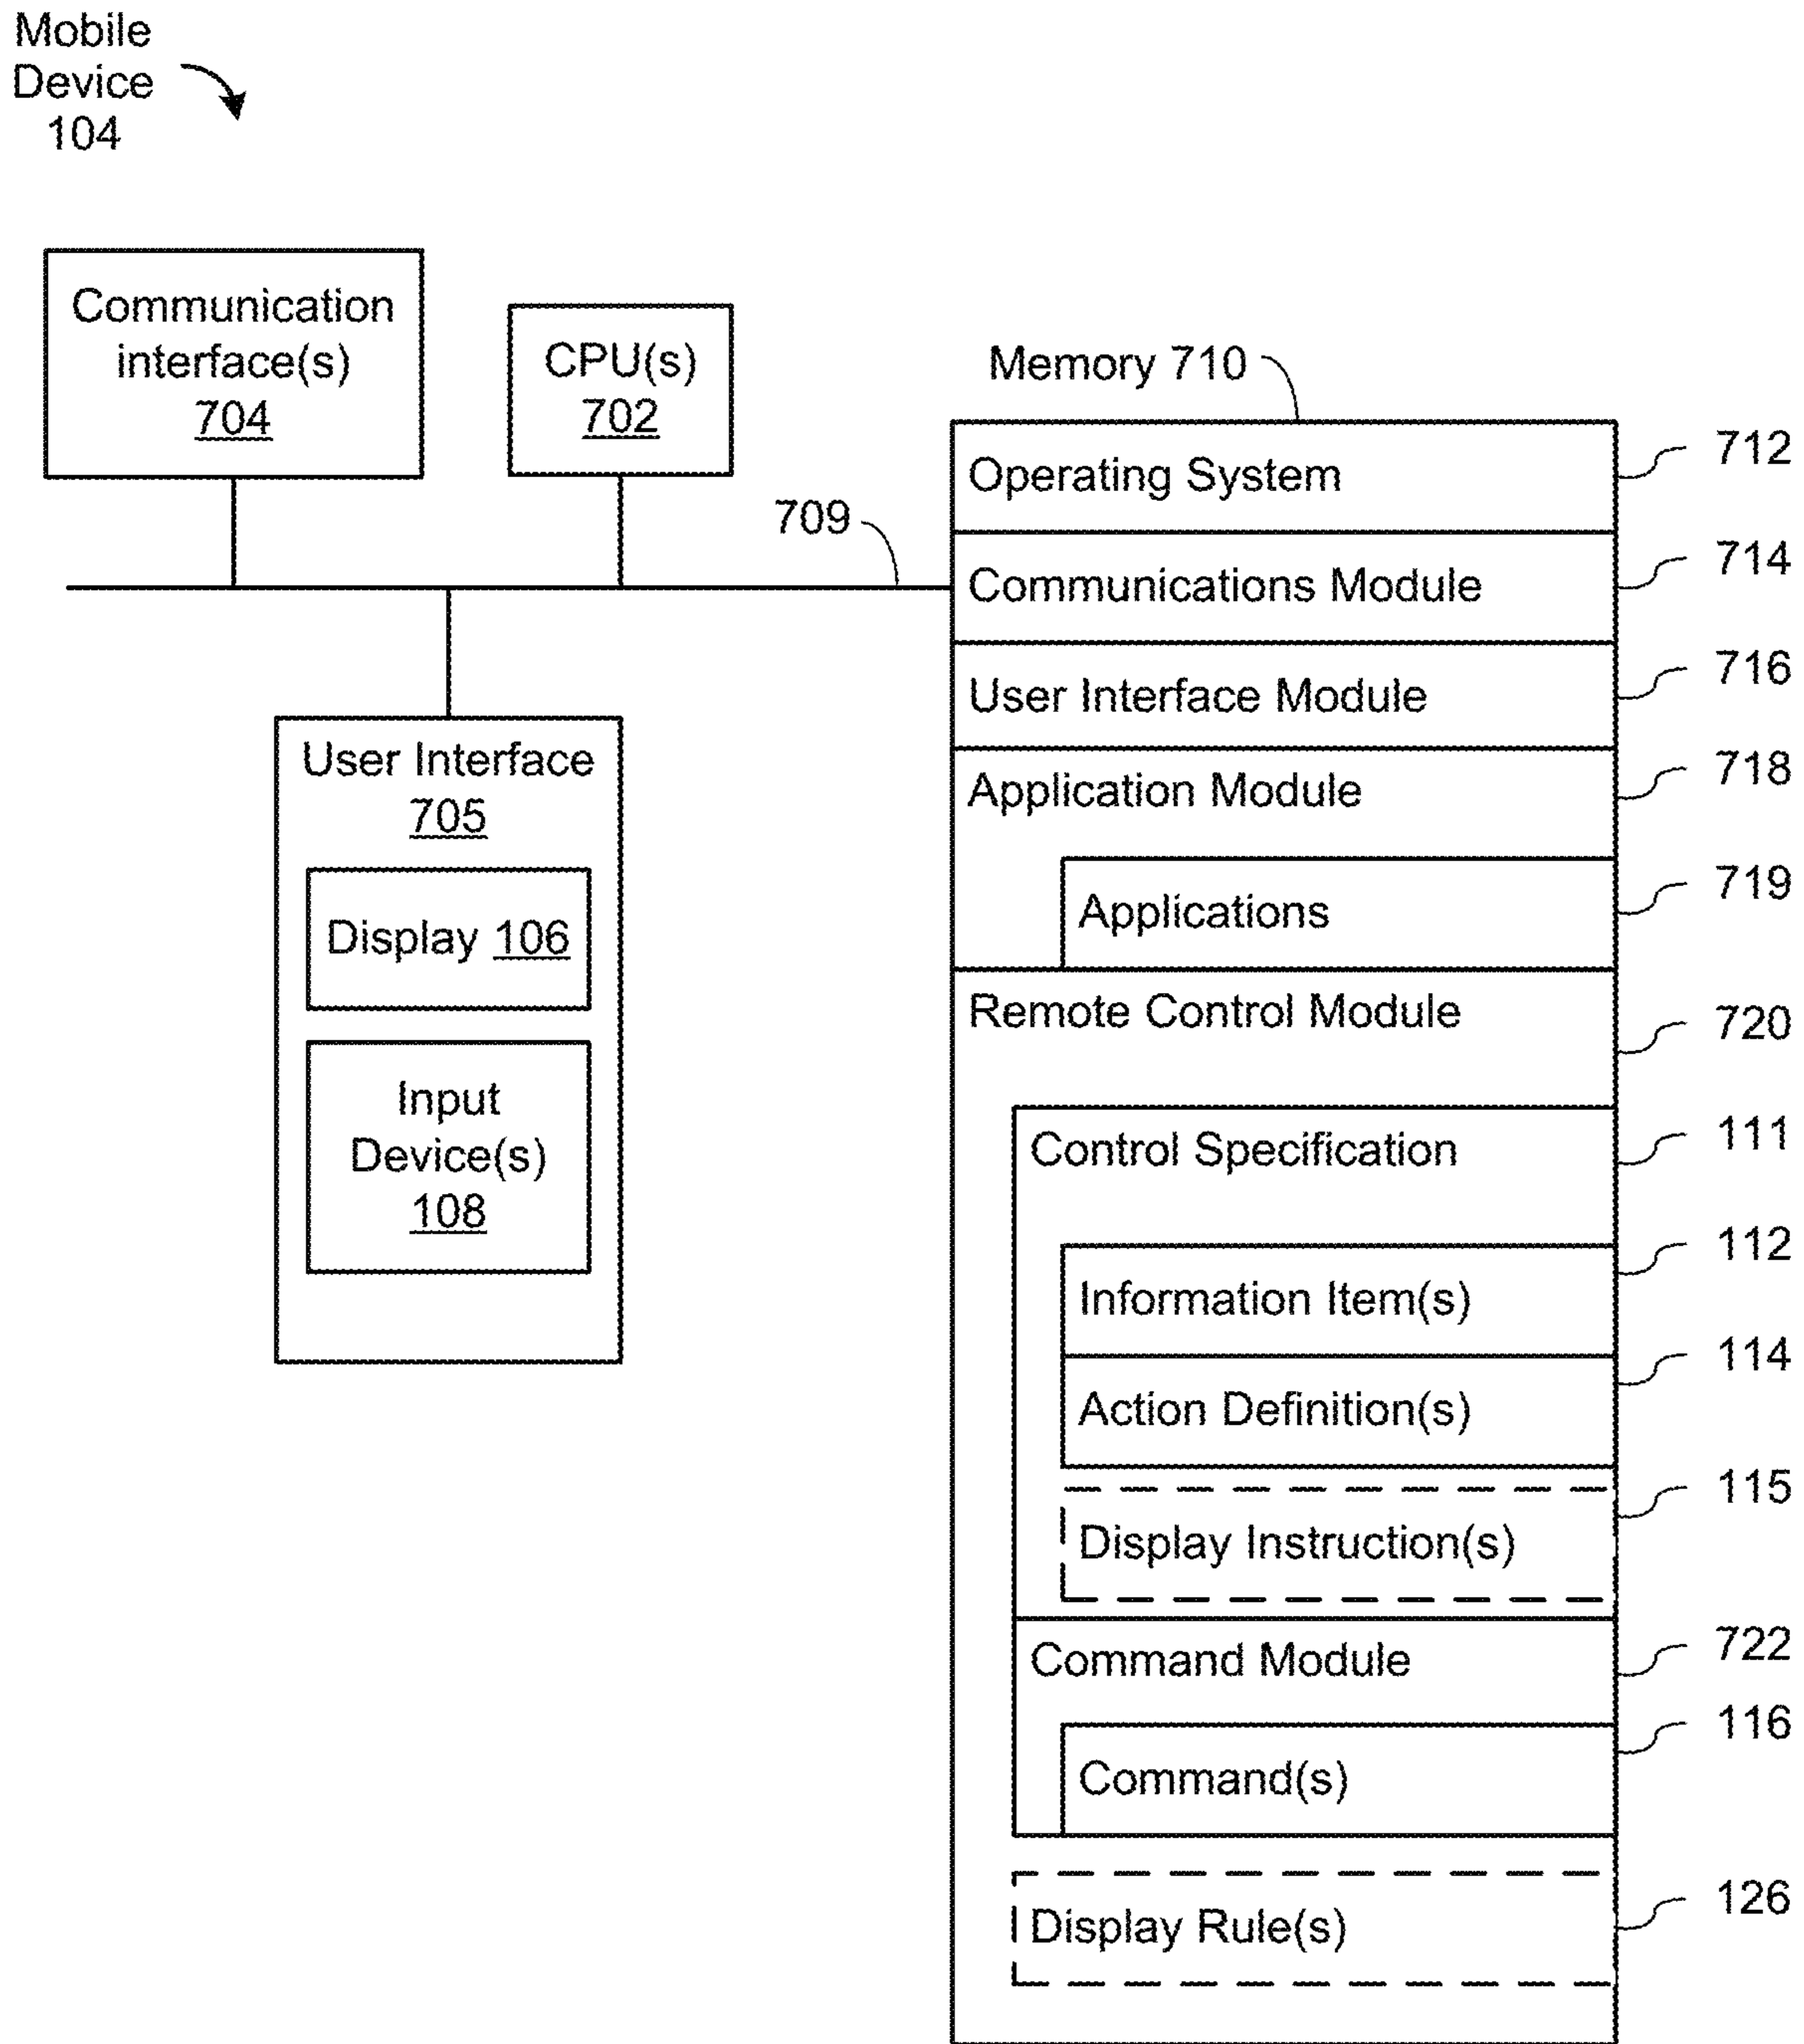 Mobile
Device
104
Communication
interface(s)
704
CPU(s)
702
Memory 710
709
Operating System
712
Communications Module
714
User Interface Module
716
Application Module
718
Applications
719
Remote Control Module
720
Control Specification
111
Information Item(s)
112
Action Definition(s)
114
Display Instruction(s)
115
Command Module
722
Command(s)
116
Display Rule(s)
126
User Interface
705
Display 106
Input
Device(s)
108